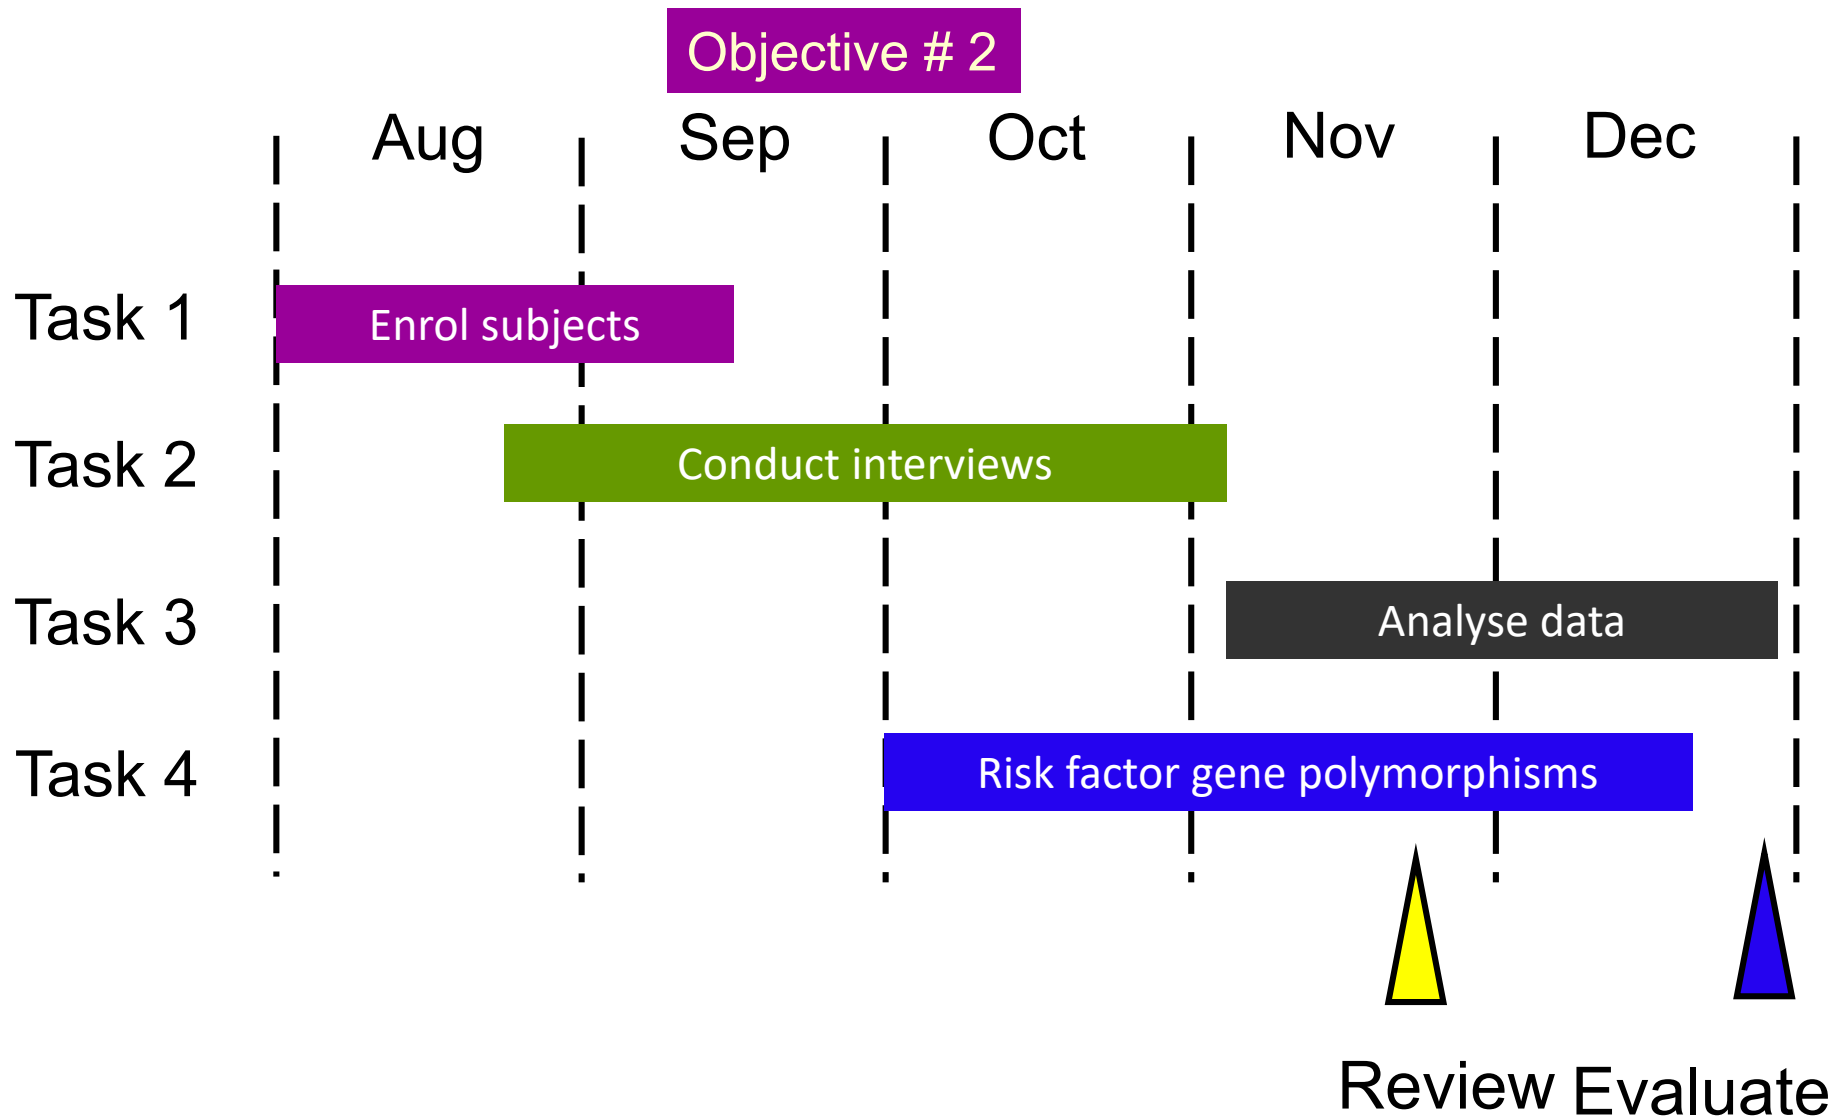 Objective # 2
Aug Sep Oct Nov Dec
Task 1 Enrol subjects
Task 2 Conduct interviews
Task 3 Analyse data
Task 4 Risk factor gene polymorphisms
Review Evaluate